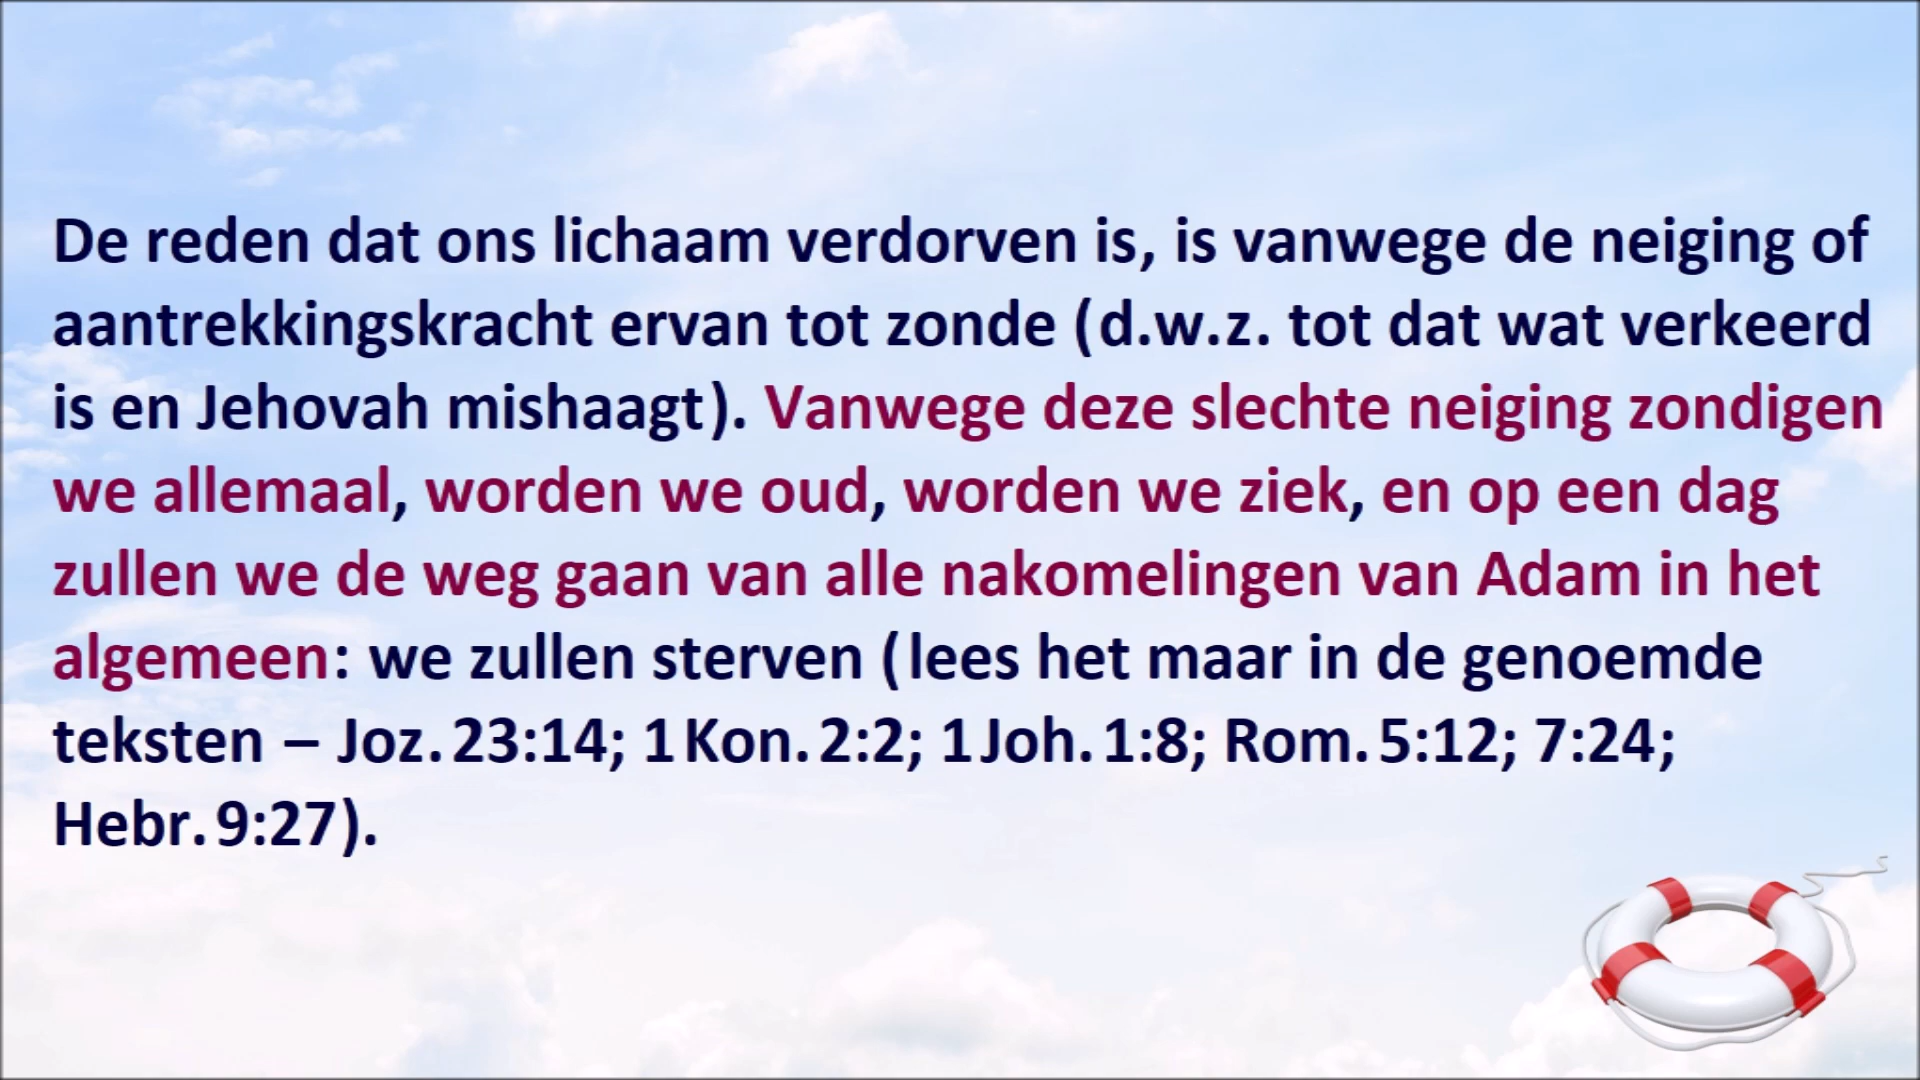 De reden dat ons lichaam verdorven is, is vanwege de neiging of
aantrekkingskracht ervan tot zonde (d.w.z. tot dat wat verkeerd
is en Jehovah mishaagt). Vanwege deze slechte neiging zondigen
we allemaal, worden we oud, worden we ziek, en op een dag
zullen we de weg gaan van alle nakomelingen van Adam in het
algemeen: we zullen sterven (lees het maar in de genoemde
teksten – Joz. 23:14; 1 Kon. 2:2; 1 Joh. 1:8; Rom. 5:12; 7:24;
Hebr. 9:27).